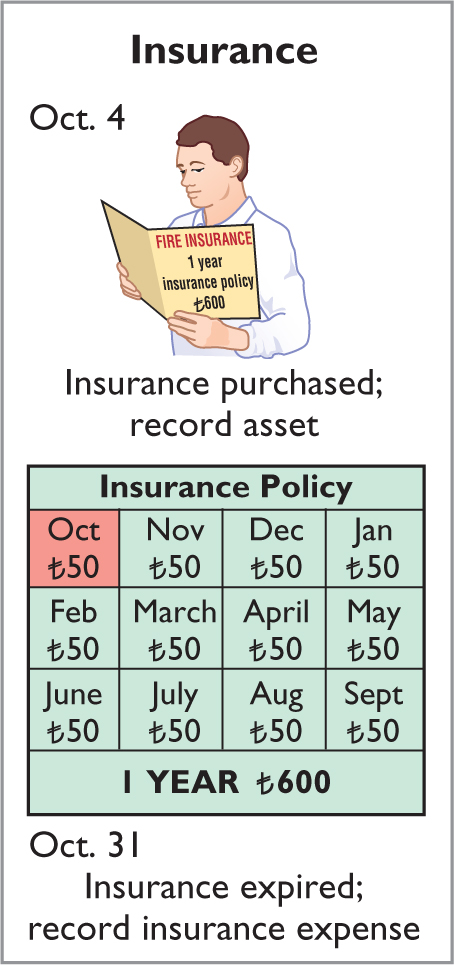 Insurance
Oct. 4
FIRE INSURANCE
1 year
insurance policy
₺600
Insurance purchased;
record asset
Insurance Policy
Oct Nov Dec Jan
₺50 ₺50 ₺50 ₺50
Feb March April May
₺50 ₺50 ₺50 ₺50
June July Aug Sept
₺50 ₺50 ₺50 ₺50
1 YEAR ₺600
Oct. 31
Insurance expired;
record insurance expense